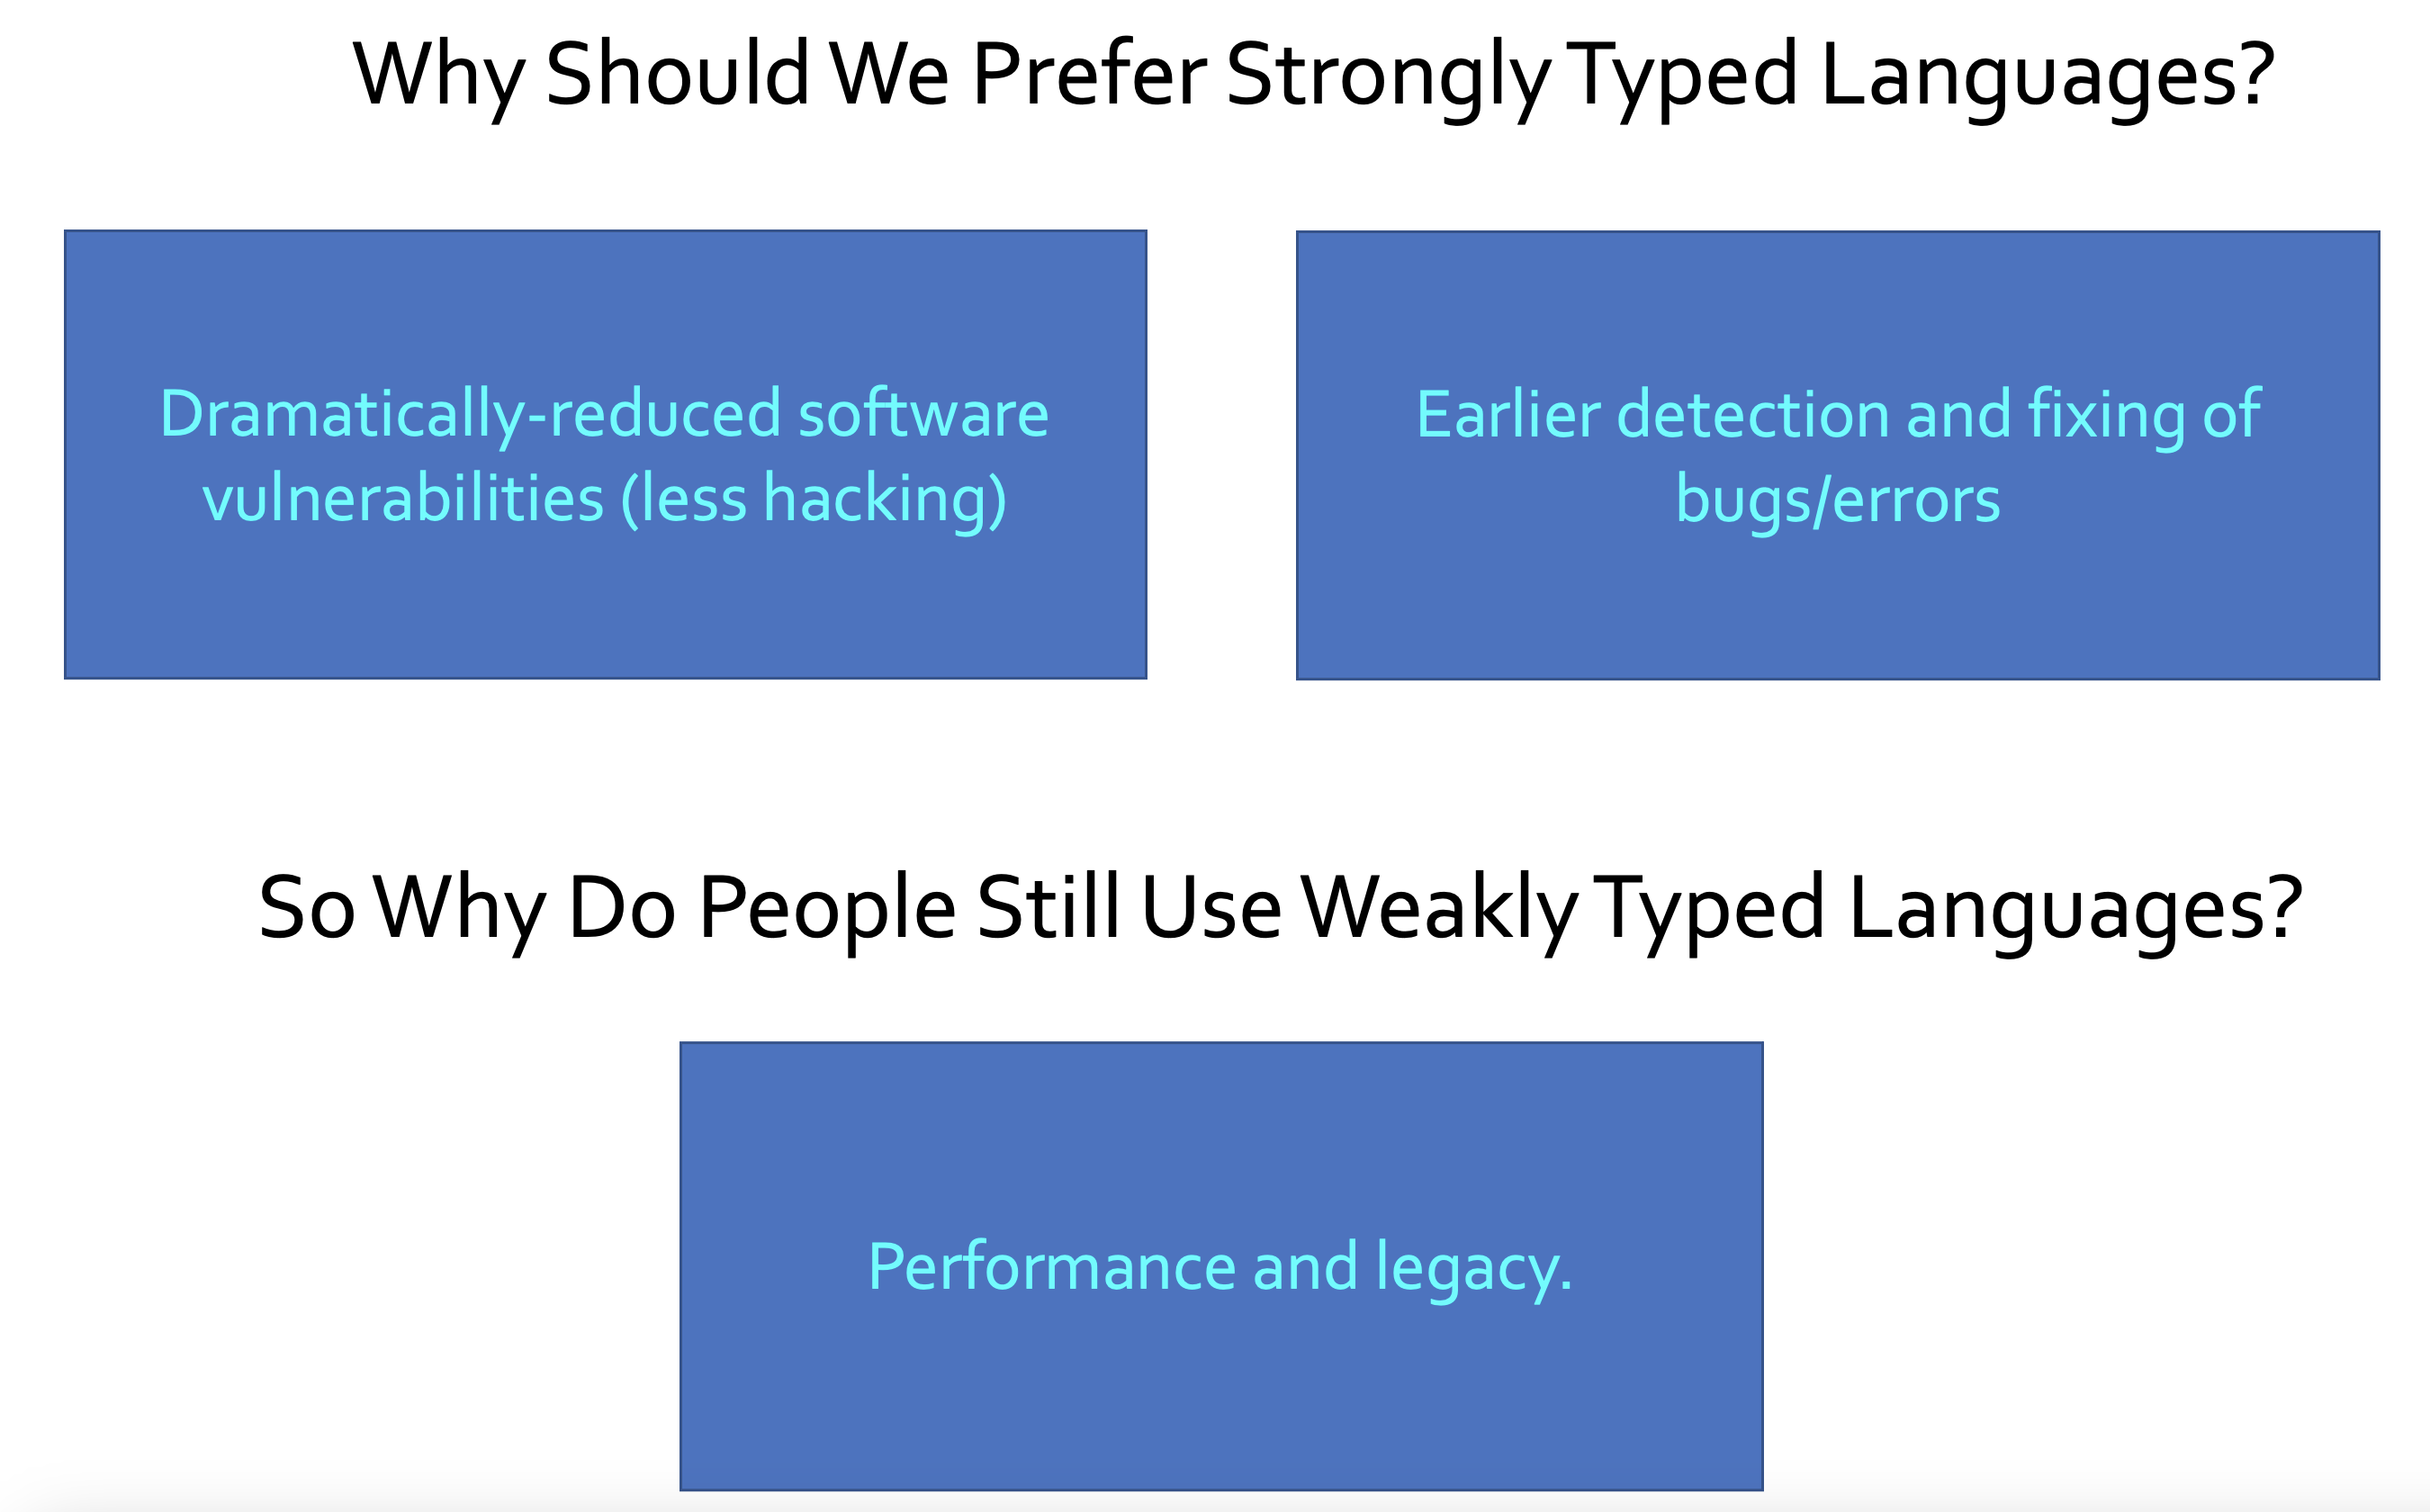 Why Should We Prefer Strongly Typed Languages?
Dramatically-reduced software
vulnerabilities (less hacking)
Earlier detection and fixing of
bugs/errors
So Why Do People Still Use Weakly Typed Languages?
Performance and legacy.